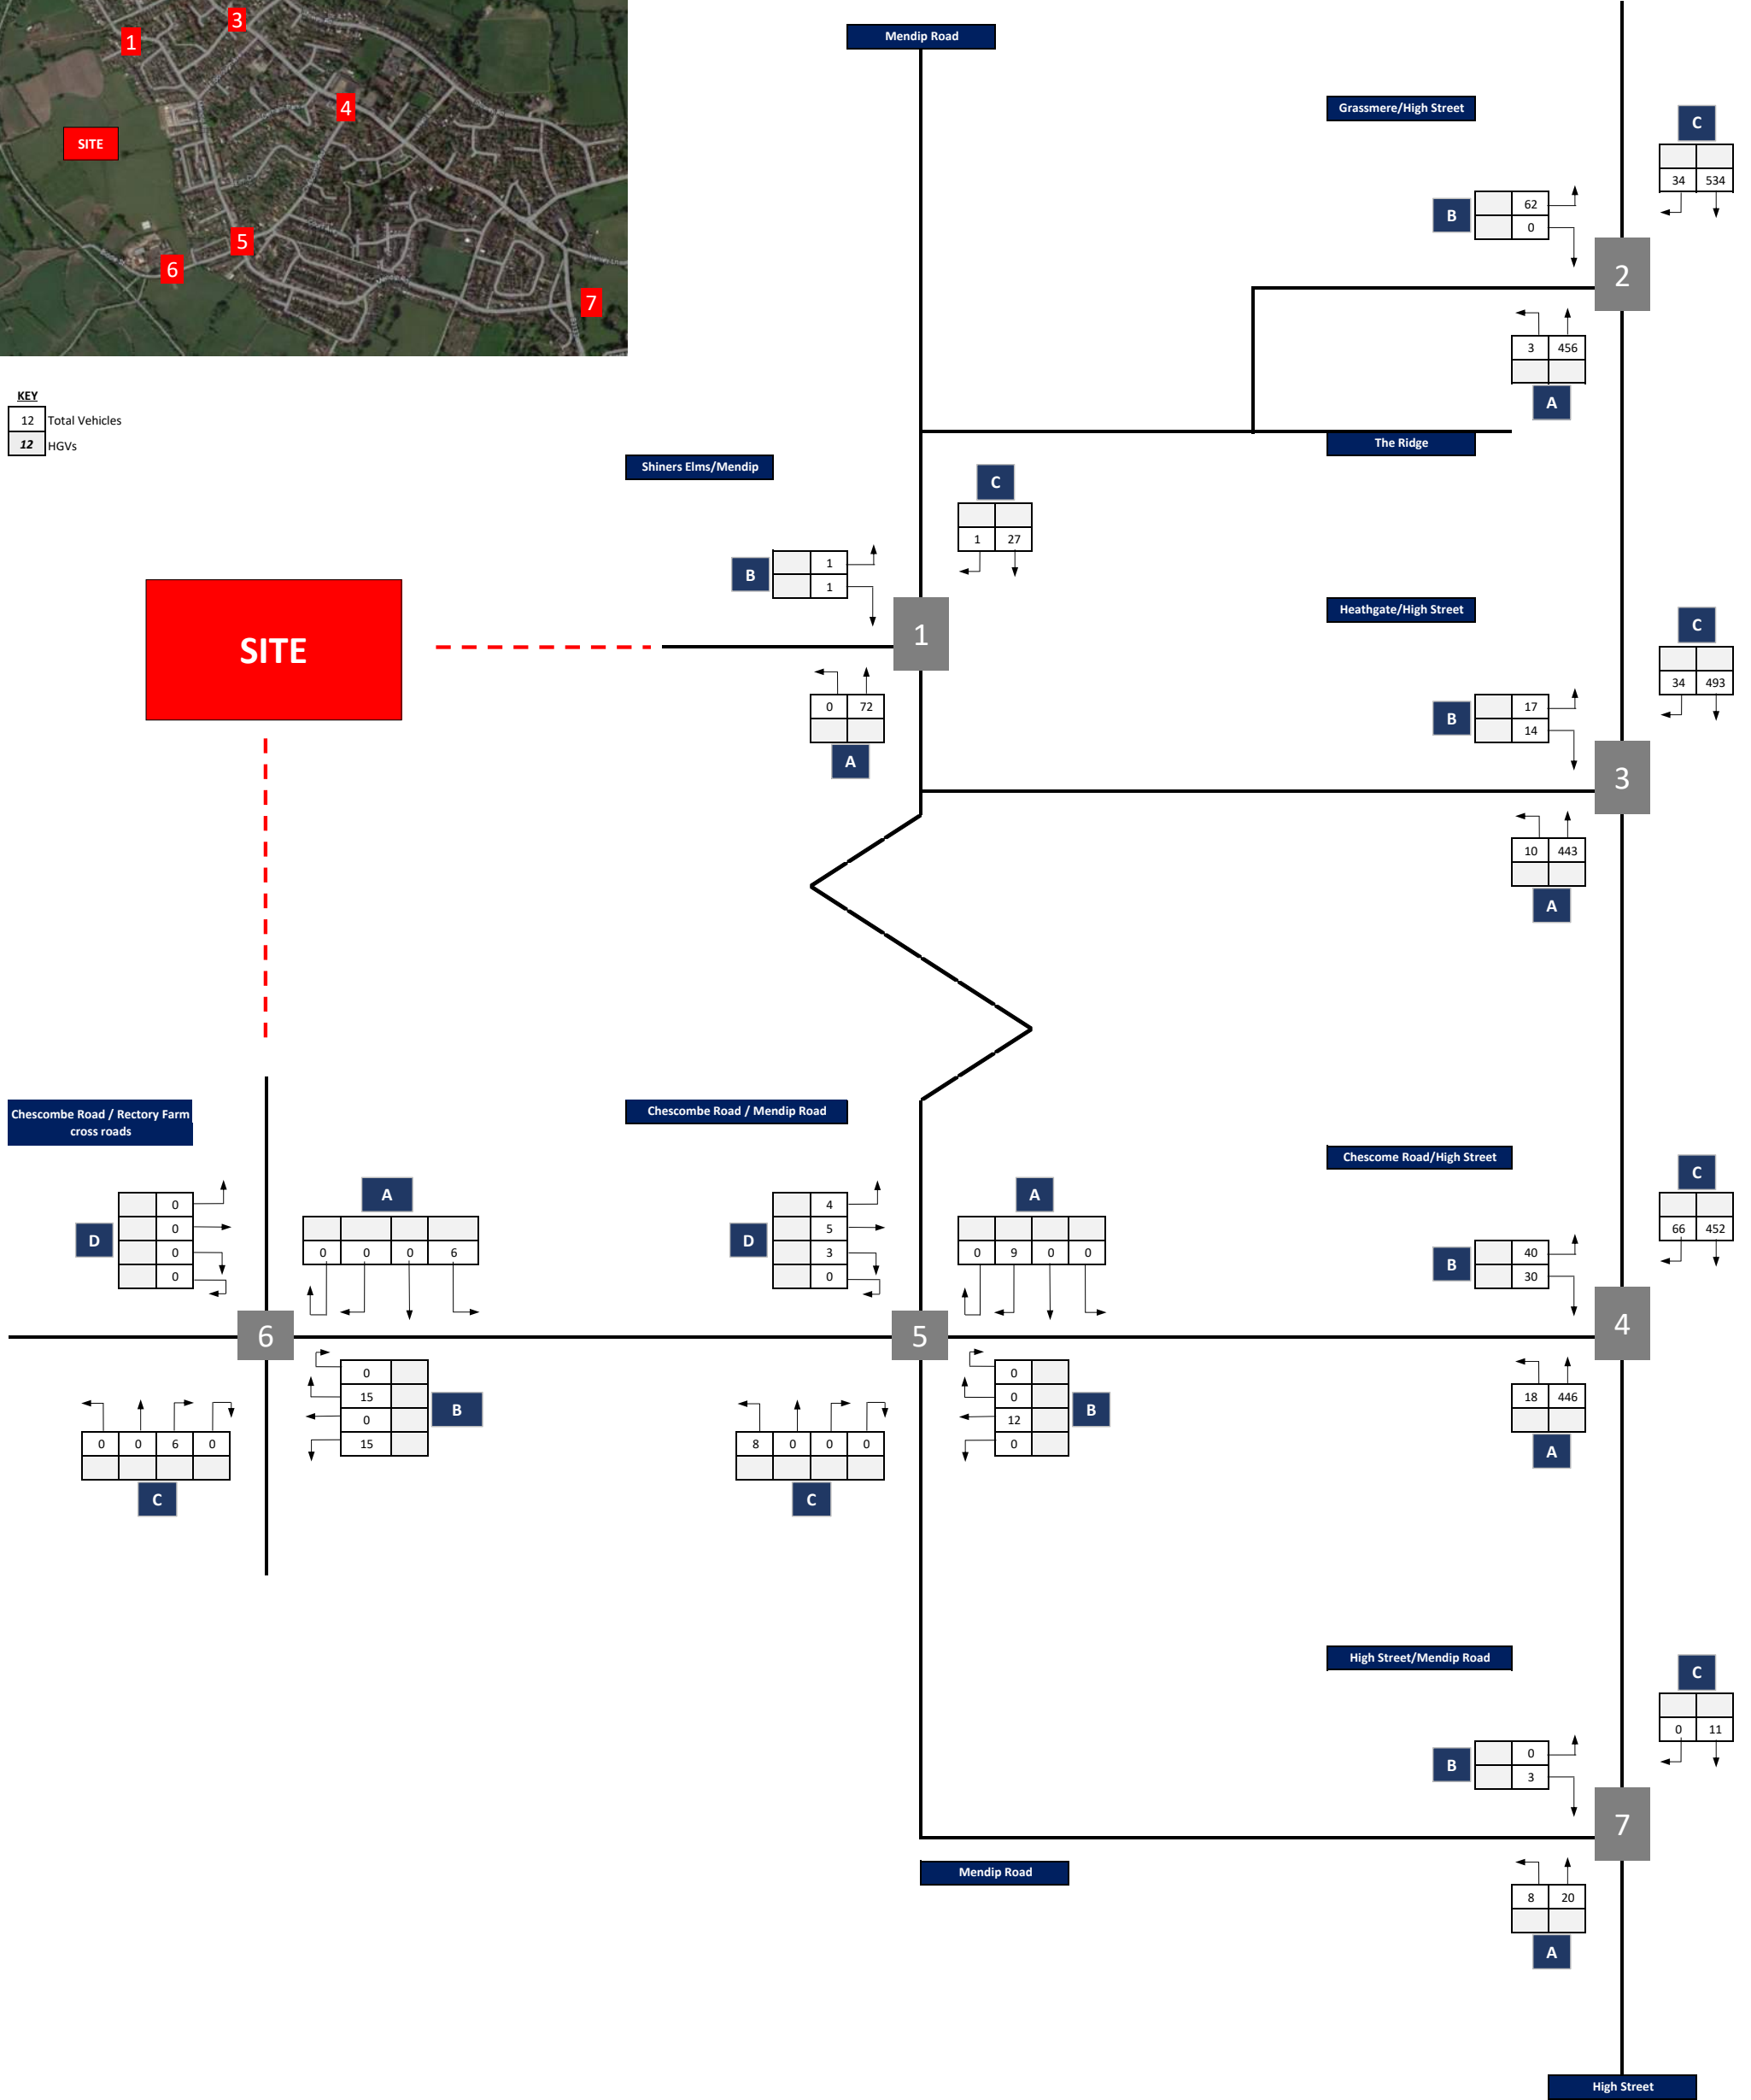 3
1
4
SITE
5
6
7
KEY
12 Total Vehicles
12 HGVs
Mendip Road
Grassmere/High Street
C
34 534
B
62
0
2
3 456
A
The Ridge
Shiners Elms/Mendip
C
1 27
B
1
1
1
0 72
A
SITE
Heathgate/High Street
C
34 493
B
17
14
3
10 443
A
Chescombe Road / Rectory Farm
cross roads
D
0
0
0
0
A
0 0 0 6
6
0
15
0
15
B
0 0 6 0
C
Chescombe Road / Mendip Road
D
4
5
3
0
A
0 9 0 0
5
0
0
12
0
B
8 0 0 0
C
Chescome Road/High Street
C
66 452
B
40
30
4
18 446
A
High Street/Mendip Road
C
0 11
B
0
3
7
Mendip Road
8 20
A
High Street